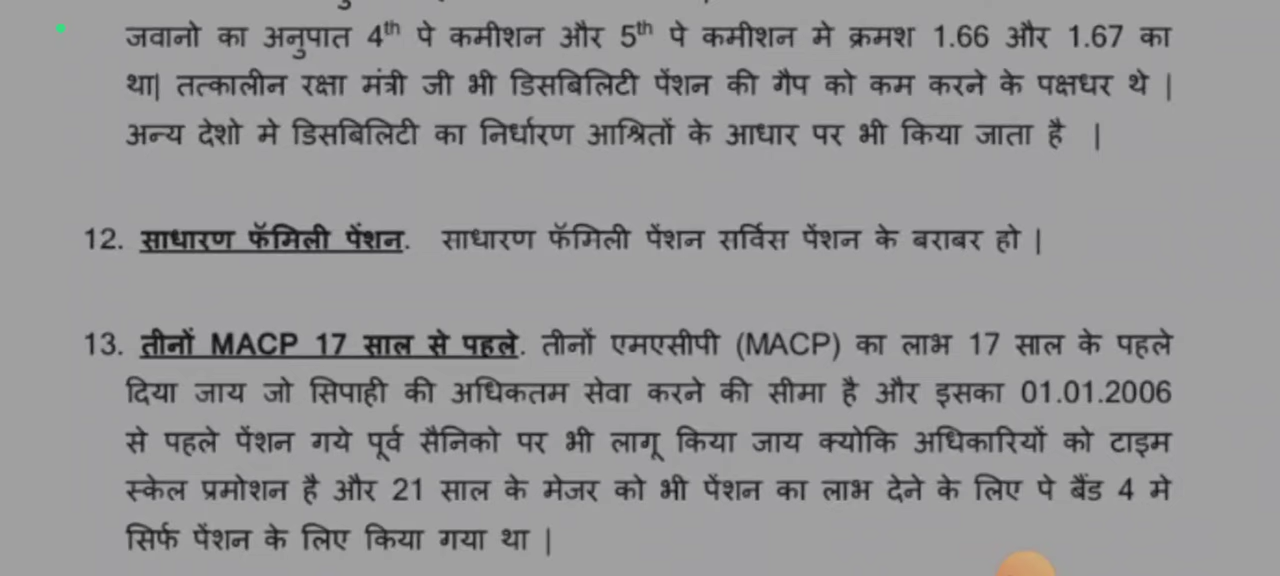 जवानो का अनुपात 4th पे कमीशन और 5th पे कमीशन मे क्रमश 1.66 और 1.67 का
था| तत्कालीन रक्षा मंत्री जी भी डिसबिलिटी पेंशन की गैप को कम करने के पक्षधर थे |
अन्य देशो मे डिसबिलिटी का निर्धारण आश्रितों के आधार पर भी किया जाता है |
12. साधारण फॅमिली पेंशन. साधारण फॅमिली पेंशन सर्विस पेंशन के बराबर हो |
13. तीनों MACP 17 साल से पहले. तीनों एमएसीपी (MACP) का लाभ 17 साल के पहले
दिया जाय जो सिपाही की अधिकतम सेवा करने की सीमा है और इसका 01.01.2006
से पहले पेंशन गये पूर्व सैनिको पर भी लागू किया जाय क्योकि अधिकारियों को टाइम
स्केल प्रमोशन है और 21 साल के मेजर को भी पेंशन का लाभ देने के लिए पे बैंड 4 मे
सिर्फ पेंशन के लिए किया गया था |